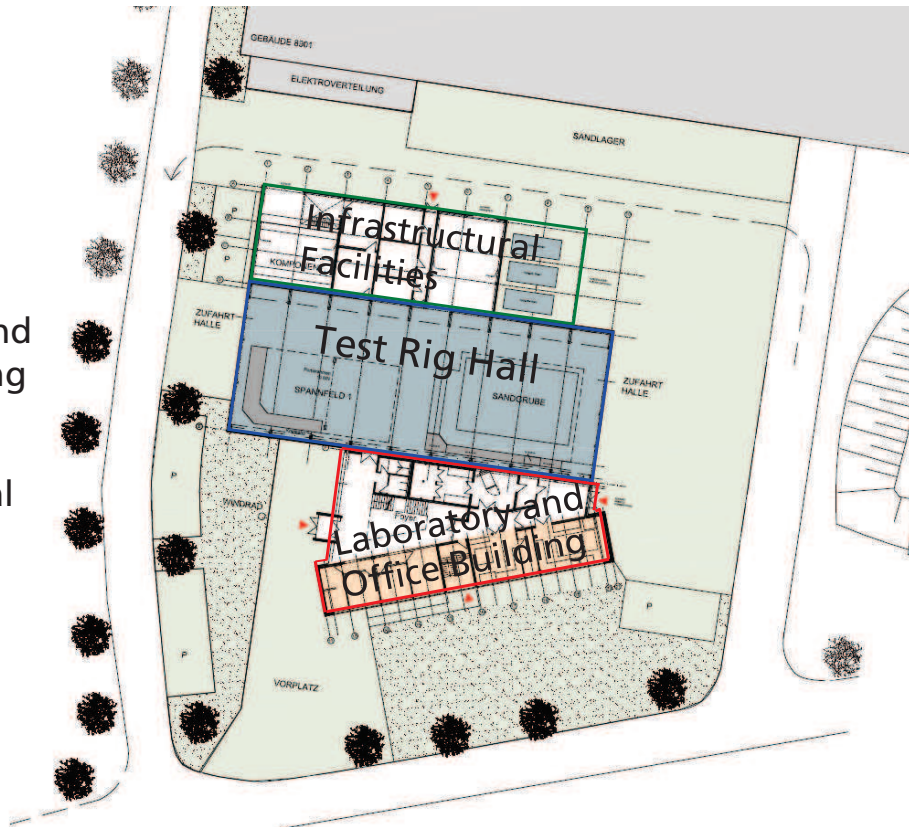 GEBÄUDE 8301
ELEKTROVERTEILUNG
SANDLAGER
Infrastructural
Facilities
P
P
KOMPONEN
ZUFAHRT
HALLE
Test Rig Hall
ZUFAHRT
HALLE
SPANNFELD 1
SANDGRUBE
nd
ng
al
P
WINDRAD
Foyer
Laboratory and
Office Building
P
P
VORPLATZ